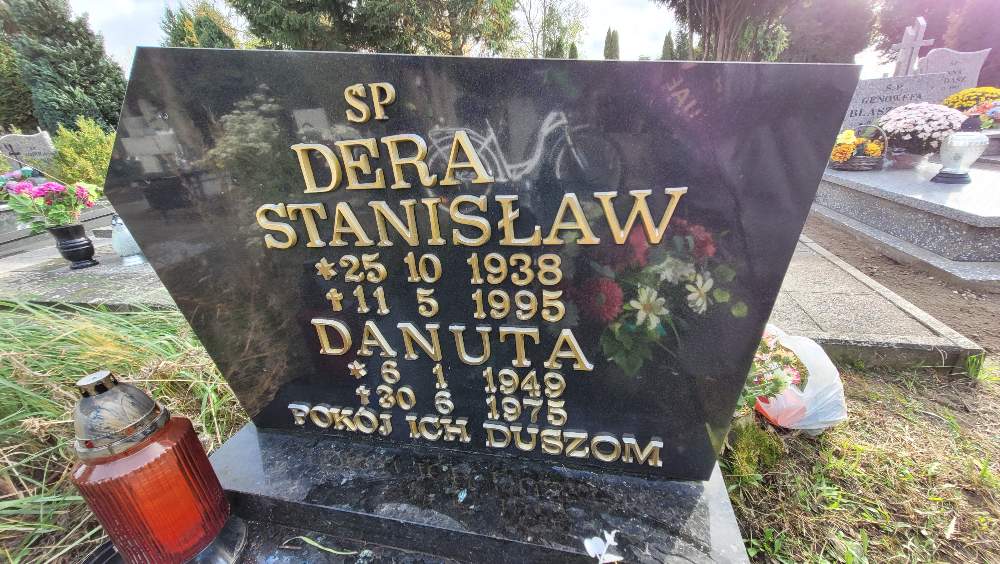 SP
DERA
STANISŁAW
*25 10 1938
†11 5 1995
DANUTA
*6 1 1949
†30 6 1975
POKÓJ ICH DUSZOM
Ś.P.
GENOWEFA